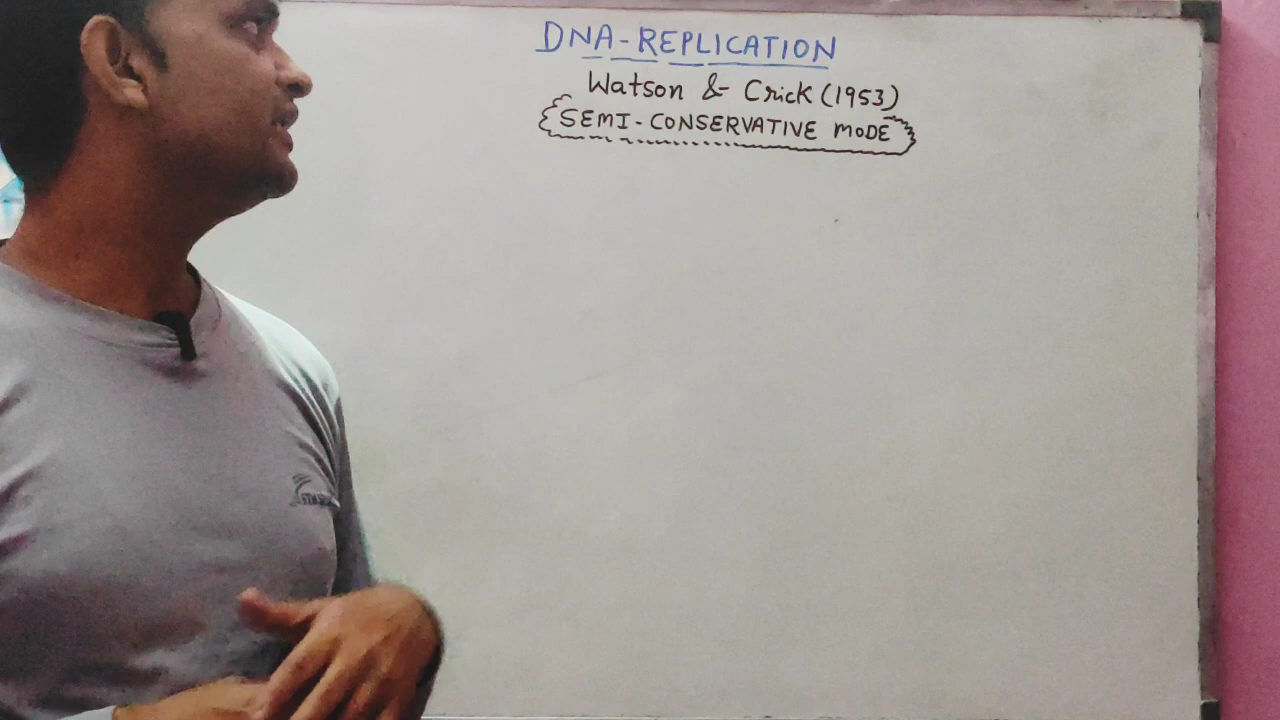 DNA-REPLICATION
Watson & Crick (1953)
SEMI-CONSERVATIVE MODE